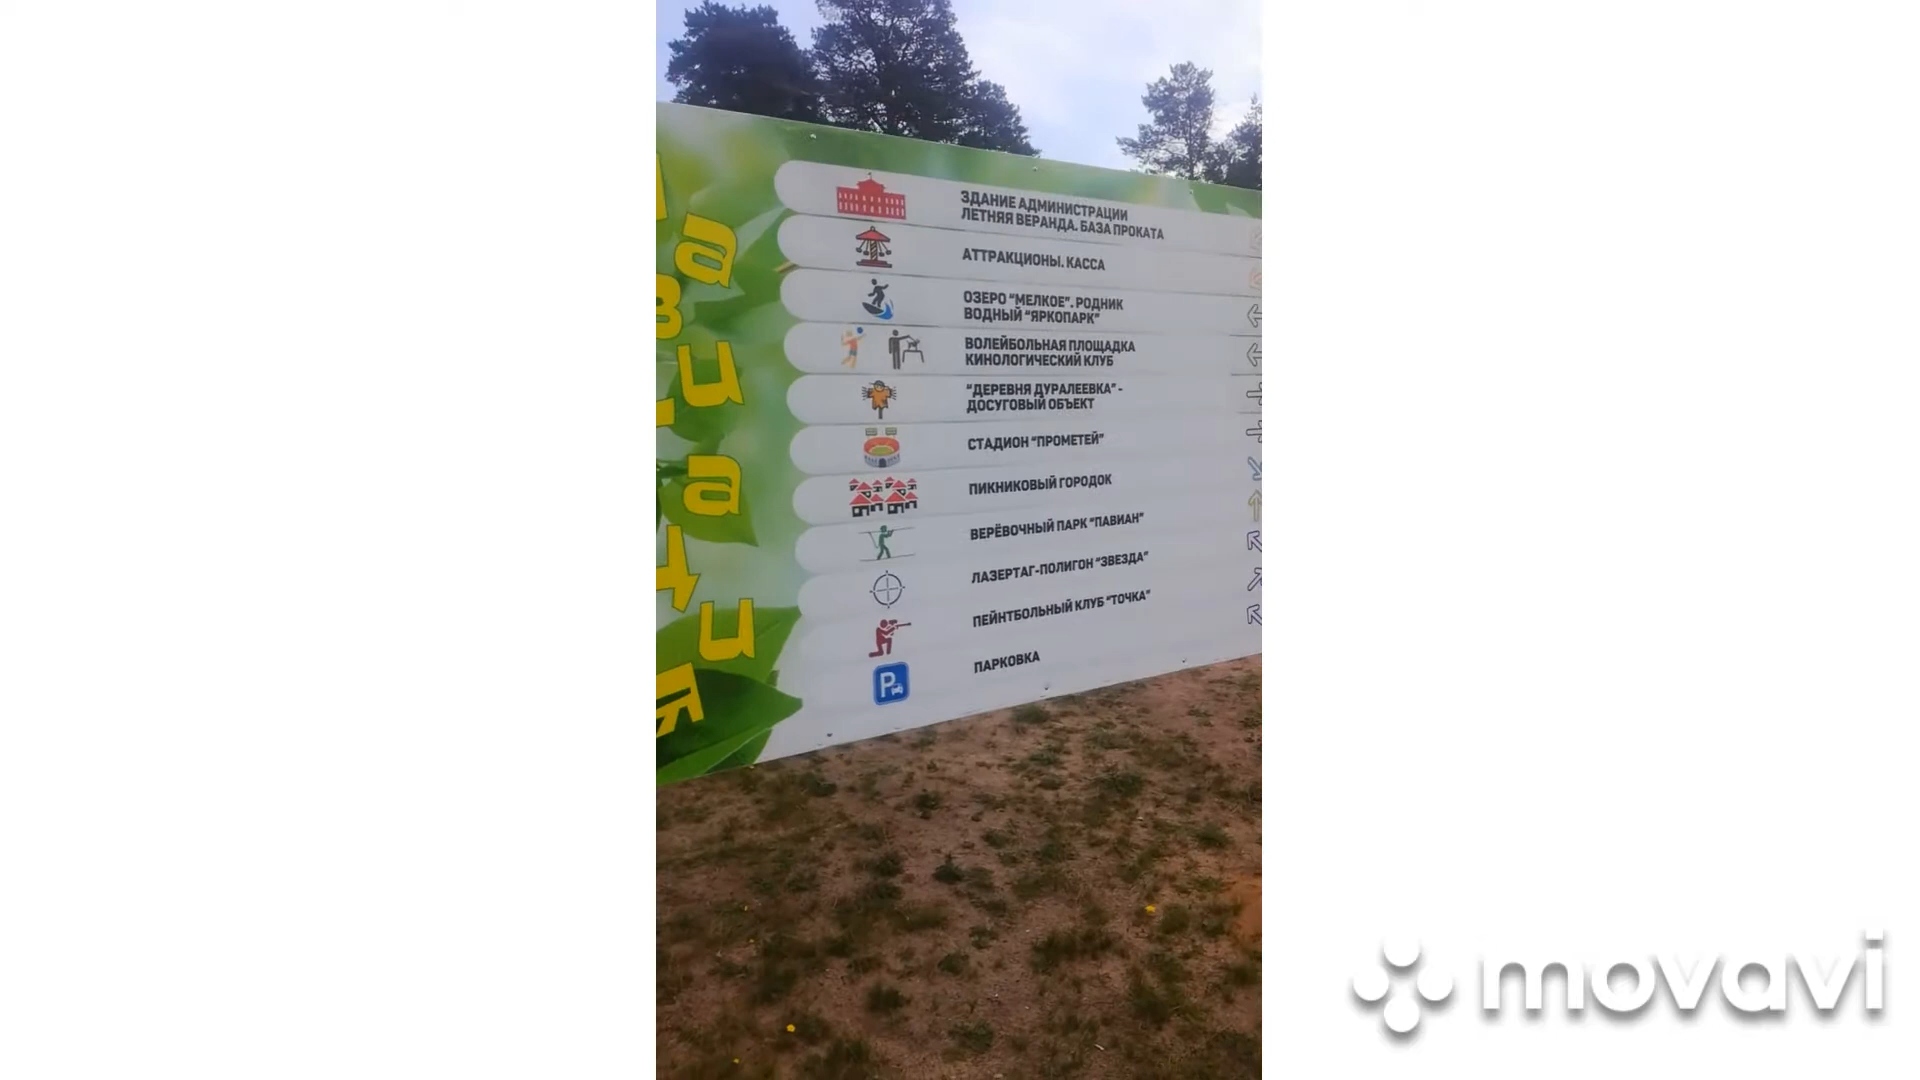 Навигация
ЗДАНИЕ АДМИНИСТРАЦИИ
ЛЕТНЯЯ ВЕРАНДА. БАЗА ПРОКАТА
АТТРАКЦИОНЫ. КАССА
ОЗЕРО "МЕЛКОЕ". РОДНИК
ВОДНЫЙ "ЯРКОПАРК"
ВОЛЕЙБОЛЬНАЯ ПЛОЩАДКА
КИНОЛОГИЧЕСКИЙ КЛУБ
"ДЕРЕВНЯ ДУРАЛЕЕВКА" -
ДОСУГОВЫЙ ОБЪЕКТ
СТАДИОН "ПРОМЕТЕЙ"
ПИКНИКОВЫЙ ГОРОДОК
ВЕРЁВОЧНЫЙ ПАРК "ПАВИАН"
ЛАЗЕРТАГ-ПОЛИГОН "ЗВЕЗДА"
ПЕЙНТБОЛЬНЫЙ КЛУБ "ТОЧКА"
P
ПАРКОВКА
movavi